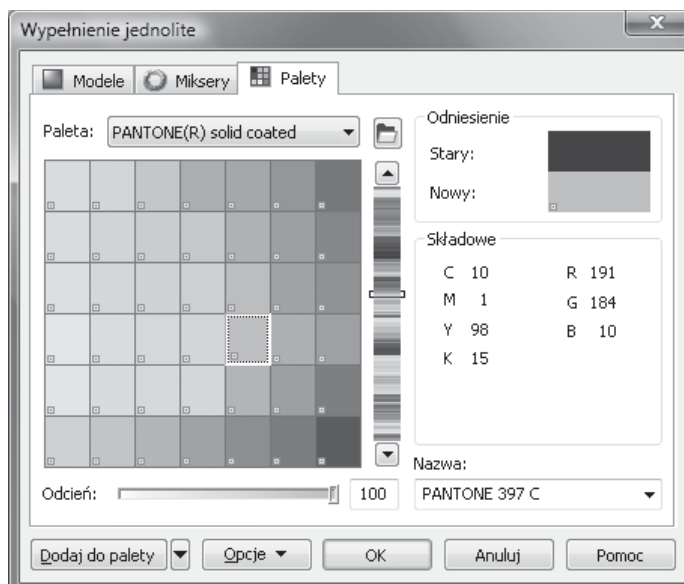 Wypełnienie jednolite
Modele Miksery Palety
Paleta: PANTONE(R) solid coated
Odniesienie
Stary:
Nowy:
Składowe
C 10 R 191
M 1 G 184
Y 98 B 10
K 15
Nazwa:
Odcień: 100 PANTONE 397 C
Dodaj do palety Opcje OK Anuluj Pomoc